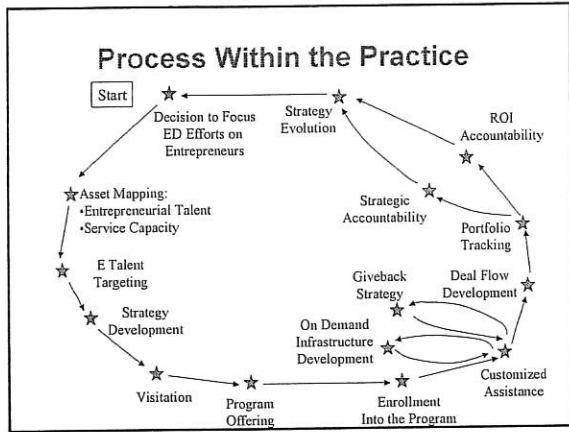 Process Within the Practice
Start
Decision to Focus
ED Efforts on
Entrepreneurs
Strategy
Evolution
ROI
Accountability
Asset Mapping:
•Entrepreneurial Talent
•Service Capacity
Strategic
Accountability
Portfolio
Tracking
E Talent
Targeting
Giveback
Strategy
Deal Flow
Development
Strategy
Development
On Demand
Infrastructure
Development
Customized
Assistance
Visitation
Program
Offering
Enrollment
Into the Program